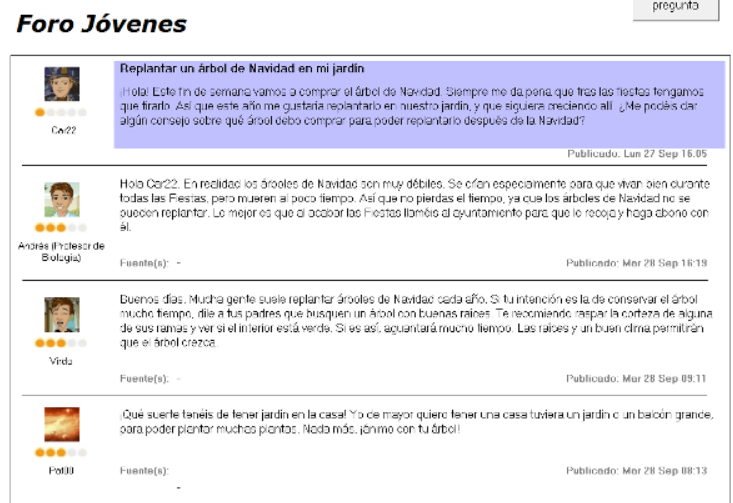 pregunta
Foro Jóvenes
Replantar un árbol de Navidad en mi jardín
¡Hola! Este fin de semana vamos a comprar el árbol de Navidad. Siempre me da pena que tras las fiestas tengamos
que tirarlo. Así que este año me gustaría replantarlo en nuestro jardín, y que siguiera creciendo allí. ¿Me podéis dar
algún consejo sobre qué árbol debo comprar para poder replantarlo después de la Navidad?
Car22
Publicado: Lun 27 Sep 16:05
Hola Car22. En realidad los árboles de Navidad son muy débiles. Se crían especialmente para que vivan bien durante
todas las Fiestas, pero mueren al poco tiempo. Así que no pierdas el tiempo, ya que los árboles de Navidad no se
pueden replantar. Lo mejor es que al acabar las Fiestas llaméis al ayuntamiento para que lo recoja y haga abono con
él.
Andrés (Profesor de
Biología)
Fuente(s): -
Publicado: Mar 28 Sep 16:19
Buenos días. Mucha gente suele replantar árboles de Navidad cada año. Si tu intención es la de conservar el árbol
mucho tiempo, dile a tus padres que busquen un árbol con buenas raíces. Te recomiendo raspar la corteza de alguna
de sus ramas y ver si el interior está verde. Si es así, aguantará mucho tiempo. Las raíces y un buen clima permitirán
que el árbol crezca.
Virdo
Fuente(s): -
Publicado: Mar 28 Sep 09:11
¡Qué suerte tenéis de tener jardín en la casa! Yo de mayor quiero tener una casa tuviera un jardín o un balcón grande,
para poder plantar muchas plantas. Nada más, ¡ánimo con tu árbol!
Pat00
Fuente(s):
-
Publicado: Mar 28 Sep 08:13